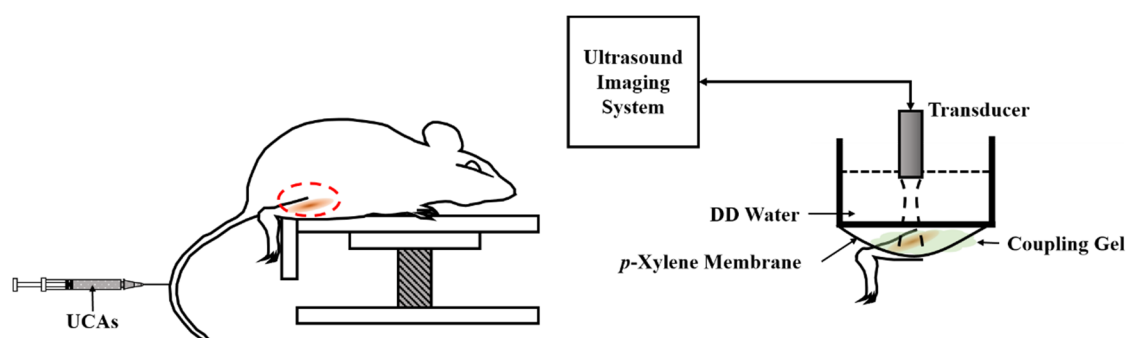 Ultrasound
Imaging
System
Transducer
DD Water
p-Xylene Membrane
Coupling Gel
UCAs